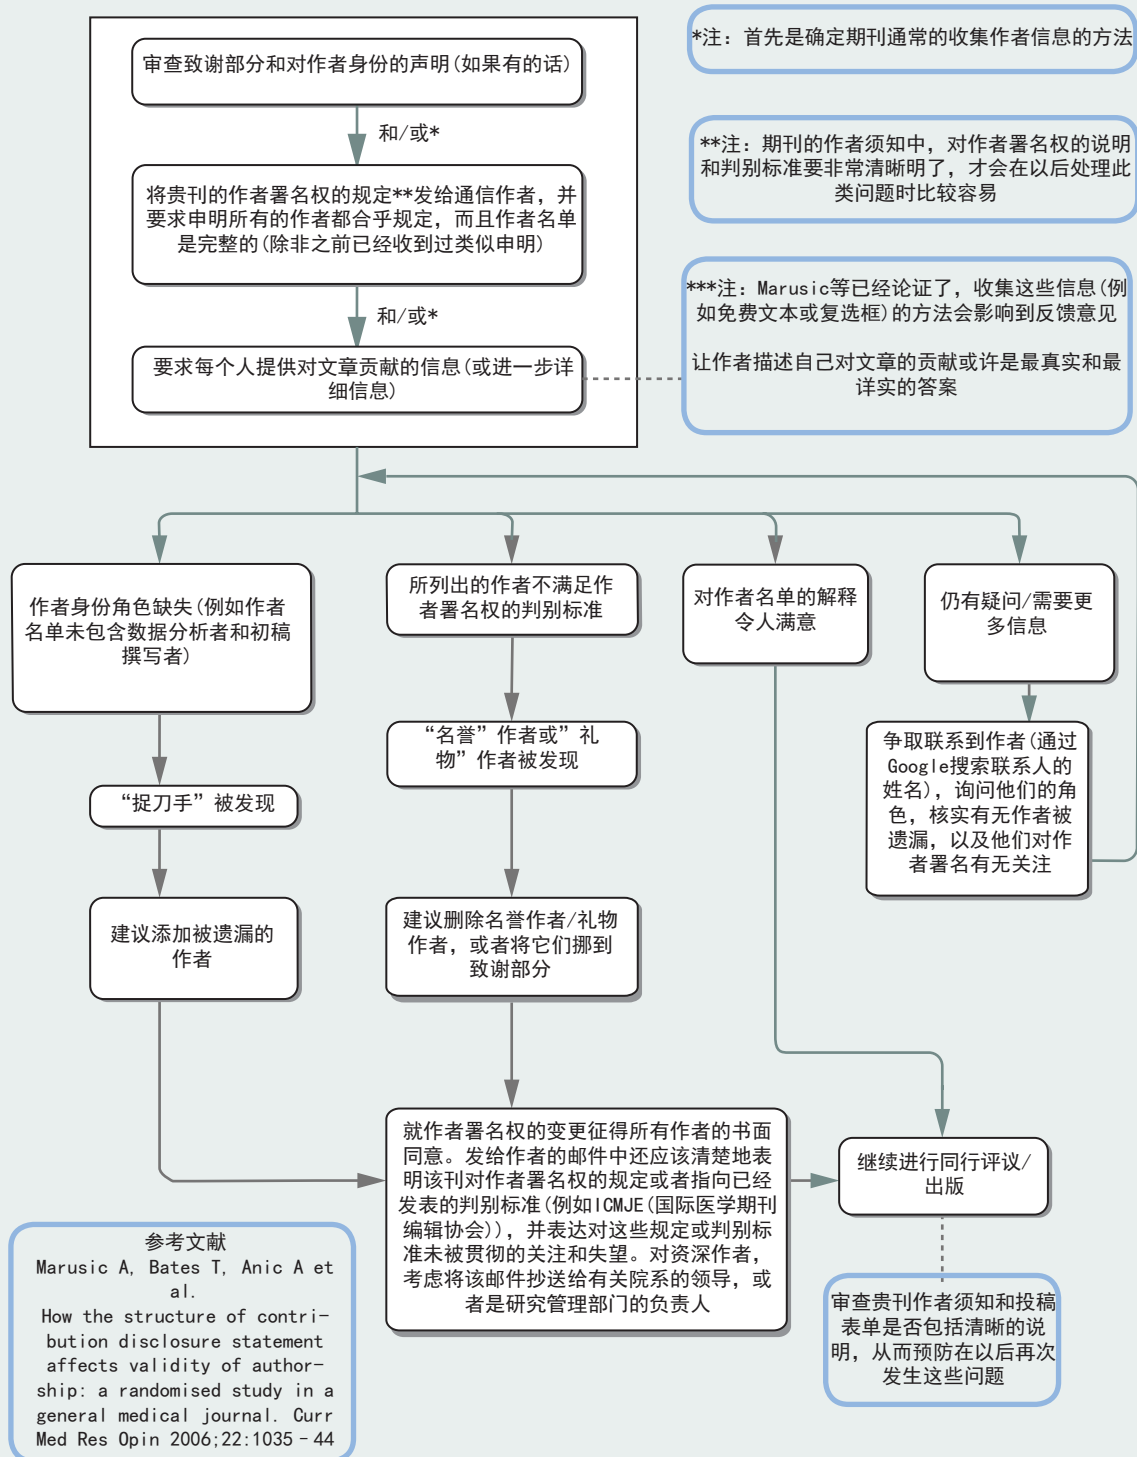 审查致谢部分和对作者身份的声明(如果有的话)
和/或*
将贵刊的作者署名权的规定**发给通信作者, 并
要求申明所有的作者都合乎规定, 而且作者名单
是完整的(除非之前已经收到过类似申明)
和/或*
要求每个人提供对文章贡献的信息(或进一步详
细信息)
*注: 首先是确定期刊通常的收集作者信息的方法
**注: 期刊的作者须知中, 对作者署名权的说明
和判别标准要非常清晰明了, 才会在以后处理此
类问题时比较容易
***注: Marusic等已经论证了, 收集这些信息(例
如免费文本或复选框)的方法会影响到反馈意见
让作者描述自己对文章的贡献或许是最真实和最
详实的答案
作者身份角色缺失(例如作者
名单未包含数据分析者和初稿
撰写者)
“捉刀手”被发现
建议添加被遗漏的
作者
所列出的作者不满足作
者署名权的判别标准
“名誉”作者或”礼
物”作者被发现
建议删除名誉作者/礼物
作者, 或者将它们挪到
致谢部分
对作者名单的解释
令人满意
仍有疑问/需要更
多信息
争取联系到作者(通过
Google搜索联系人的
姓名), 询问他们的角
色, 核实有无作者被
遗漏, 以及他们对作
者署名有无关注
就作者署名权的变更征得所有作者的书面
同意。发给作者的邮件中还应该清楚地表
明该刊对作者署名权的规定或者指向已经
发表的判别标准(例如ICMJE(国际医学期刊
编辑协会)), 并表达对这些规定或判别标
准未被贯彻的关注和失望。对资深作者,
考虑将该邮件抄送给有关院系的领导, 或
者是研究管理部门的负责人
继续进行同行评议/
出版
审查贵刊作者须知和投稿
表单是否包括清晰的说
明, 从而预防在以后再次
发生这些问题
参考文献
Marusic A, Bates T, Anic A et
al.
How the structure of contri-
bution disclosure statement
affects validity of author-
ship: a randomised study in a
general medical journal. Curr
Med Res Opin 2006;22:1035‐44